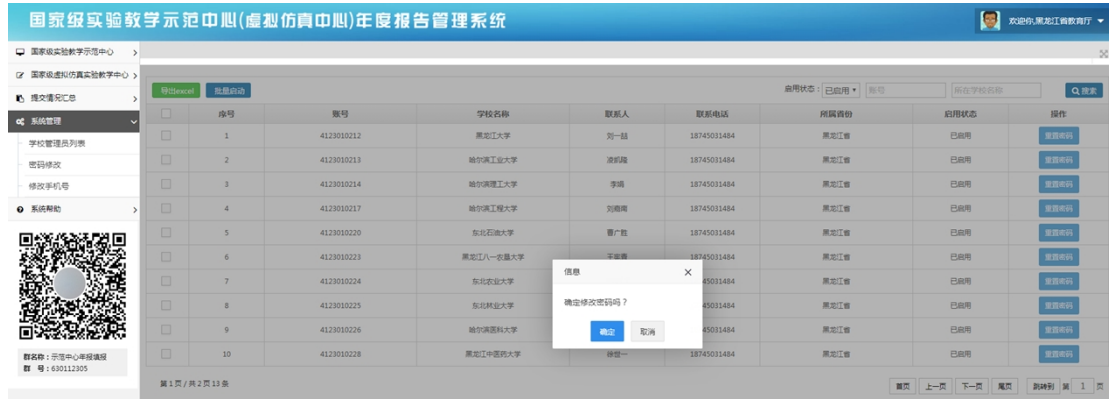 国家级实验教学示范中心(虚拟仿真中心)年度报告管理系统
欢迎你,黑龙江省教育厅
国家级实验教学示范中心
国家级虚拟仿真实验教学中心
提交情况汇总
系统管理
学校管理员列表
密码修改
修改手机号
系统帮助
群名称：示范中心年报填报
群 号：630112305
导出excel 批量启动 启用状态： 已启用 账号 所在学校名称 搜索
序号 账号 学校名称 联系人 联系电话 所属省份 启用状态 操作
1 4123010212 黑龙江大学 刘一 18745031484 黑龙江省 已启用 重置密码
2 4123010213 哈尔滨工业大学 凌凯隆 18745031484 黑龙江省 已启用 重置密码
3 4123010214 哈尔滨理工大学 李娟 18745031484 黑龙江省 已启用 重置密码
4 4123010217 哈尔滨工程大学 刘雨南 18745031484 黑龙江省 已启用 重置密码
5 4123010220 东北石油大学 曹广胜 18745031484 黑龙江省 已启用 重置密码
6 4123010223 黑龙江八一农垦大学 18745031484 黑龙江省 已启用 重置密码
7 4123010224 东北农业大学 45031484 黑龙江省 已启用 重置密码
8 4123010225 东北林业大学 45031484 黑龙江省 已启用 重置密码
9 4123010226 哈尔滨医科大学 45031484 黑龙江省 已启用 重置密码
10 4123010228 黑龙江中医药大学 18745031484 黑龙江省 已启用 重置密码
信息
确定修改密码吗？
确定 取消
第1页/共2页13条 首页 上一页 下一页 尾页 跳转到 第 1 页